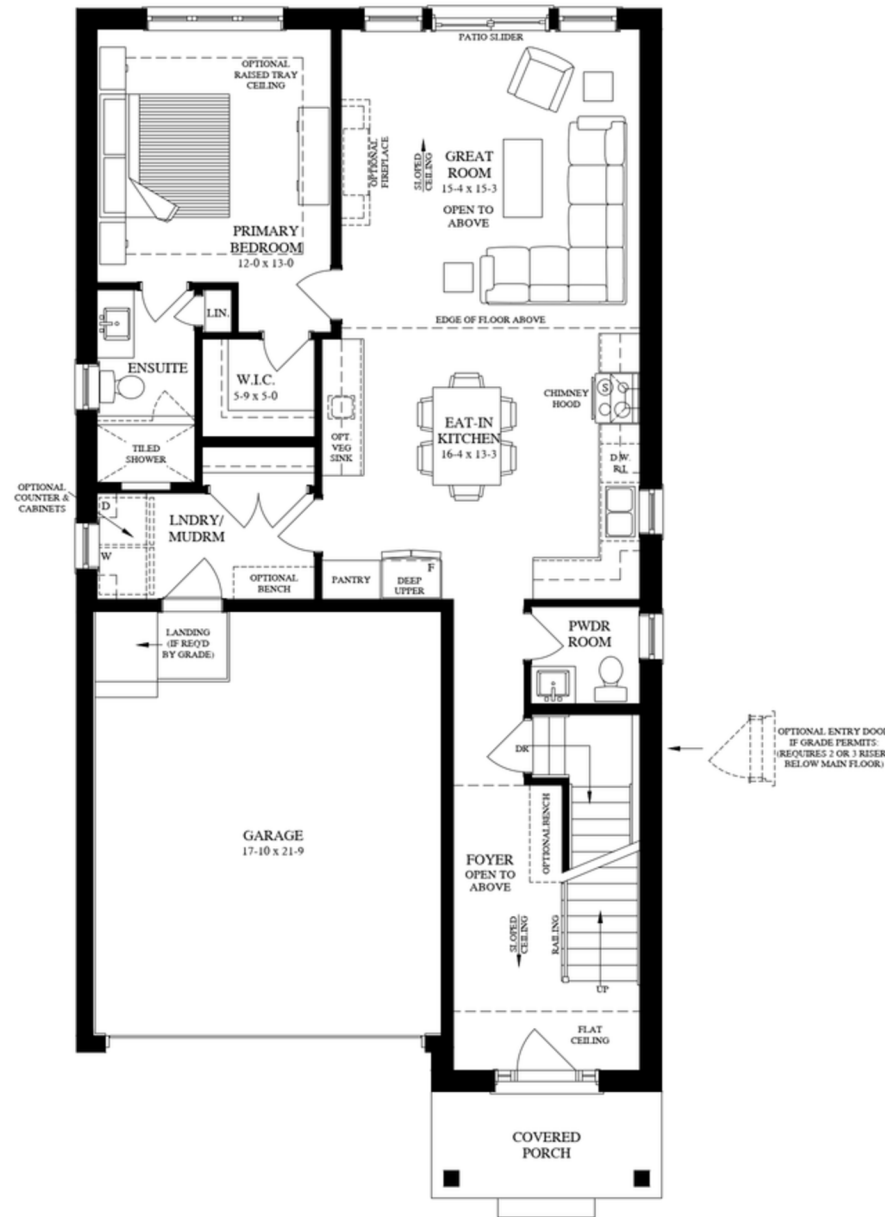 PATIO SLIDER
OPTIONAL
RAISED TRAY
CEILING
OPTIONAL
FIREPLACE
SLOPED
CEILING
GREAT
ROOM
15-4 x 15-3
OPEN TO
ABOVE
PRIMARY
BEDROOM
12-0 x 13-0
LIN.
EDGE OF FLOOR ABOVE
ENSUITE
W.I.C.
5-9 x 5-0
CHIMNEY
HOOD
S
EAT-IN
KITCHEN
16-4 x 13-3
OPT.
VEG
SINK
TILED
SHOWER
D.W.
R.I.
OPTIONAL
COUNTER &
CABINETS
D
W
LNDRY/
MUDRM
OPTIONAL
BENCH
PANTRY
F
DEEP
UPPER
LANDING
(IF REQ'D
BY GRADE)
PWDR
ROOM
OPTIONAL ENTRY DOOR
IF GRADE PERMITS:
(REQUIRES 2 OR 3 RISER
BELOW MAIN FLOOR)
GARAGE
17-10 x 21-9
OPTIONAL BENCH
FOYER
OPEN TO
ABOVE
SLOPED
CEILING
RAILING
UP
FLAT
CEILING
COVERED
PORCH